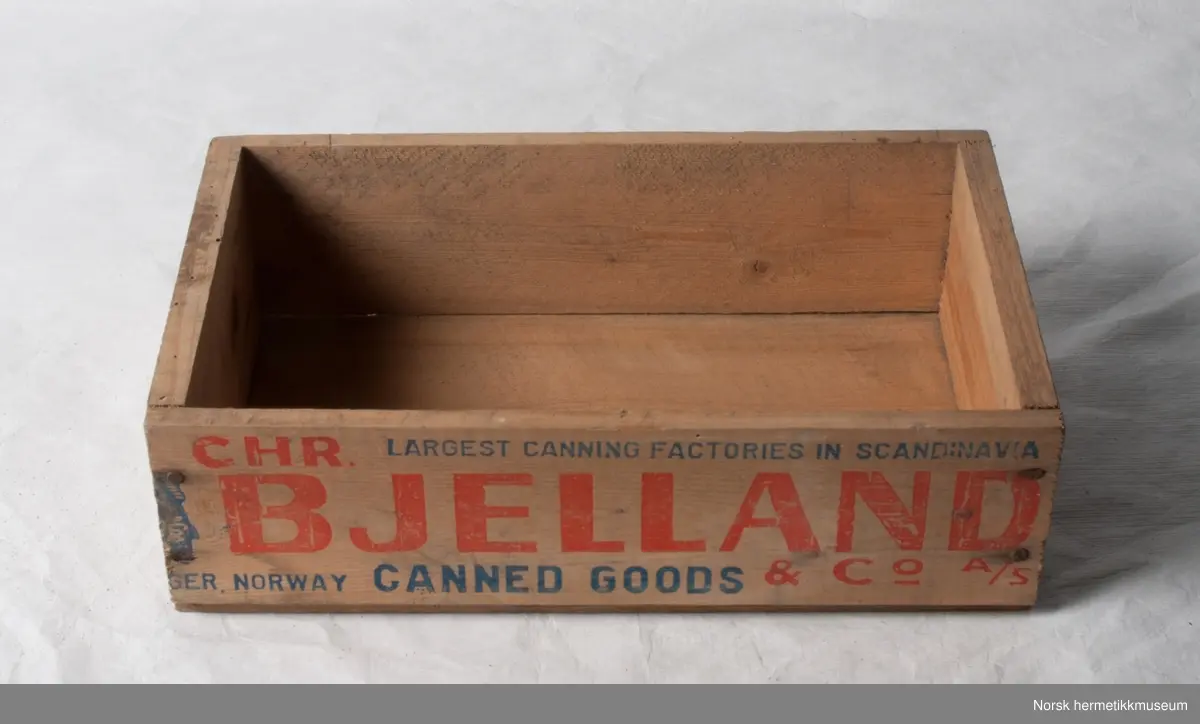 CHR. LARGEST CANNING FACTORIES IN SCANDINAVIA
BJELLAND
GER, NORWAY CANNED GOODS & Co A/S
Norsk hermetikkmuseum